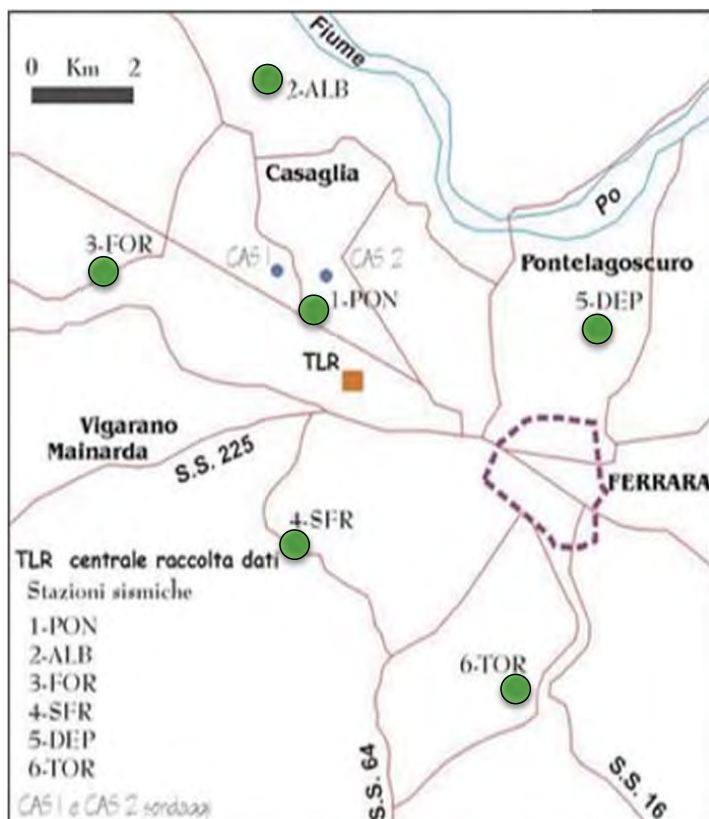 Fiume
0 Km 2
2-ALB
Casaglia
Po
3-FOR
CAS 1
CAS 2
Pontelagoscuro
1-PON
5-DEP
TLR
Vigarano
Mainarda
S.S. 225
FERRARA
4-SFR
TLR centrale raccolta dati
Stazioni sismiche
1-PON
2-ALB
3-FOR
4-SFR
5-DEP
6-TOR
6-TOR
S.S. 64
S.S. 16
CAS 1 e CAS 2 sondaggi